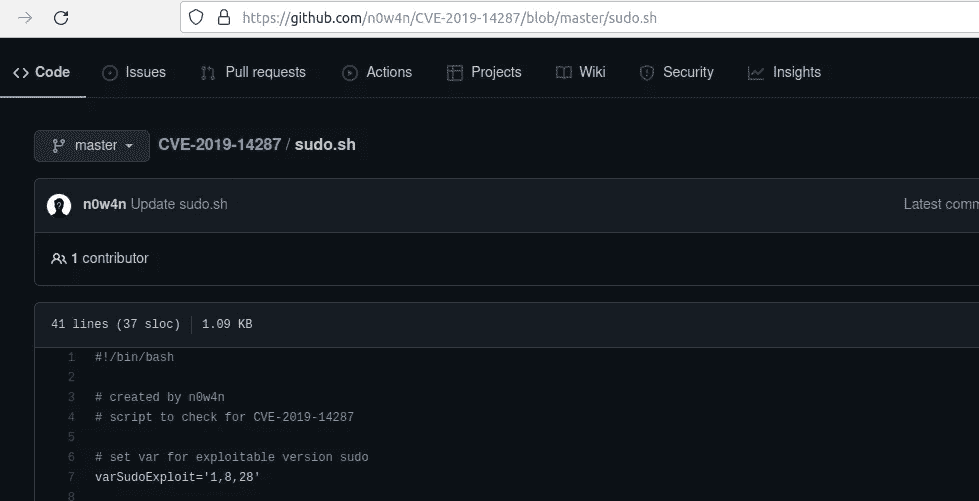 https://github.com/n0w4n/CVE-2019-14287/blob/master/sudo.sh
<> Code Issues Pull requests Actions Projects Wiki Security Insights
master CVE-2019-14287 / sudo.sh
n0w4n Update sudo.sh Latest comm
1 contributor
41 lines (37 sloc) 1.09 KB
1 #!/bin/bash
2
3 # created by n0w4n
4 # script to check for CVE-2019-14287
5
6 # set var for exploitable version sudo
7 varSudoExploit='1,8,28'
8